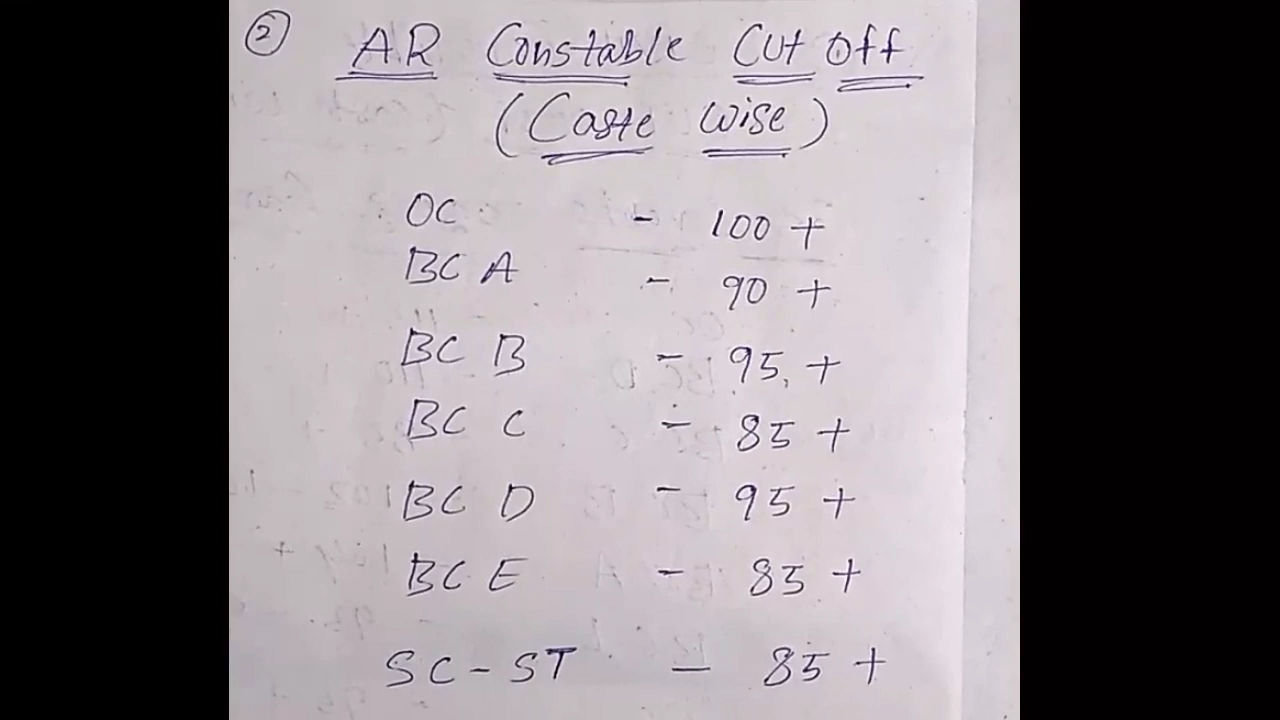 2
A.R Constable Cut Off
(Caste Wise)
OC - 100 +
BC A - 90 +
BC B - 95 +
BC C - 85 +
BC D - 95 +
BC E - 85 +
SC-ST - 85 +